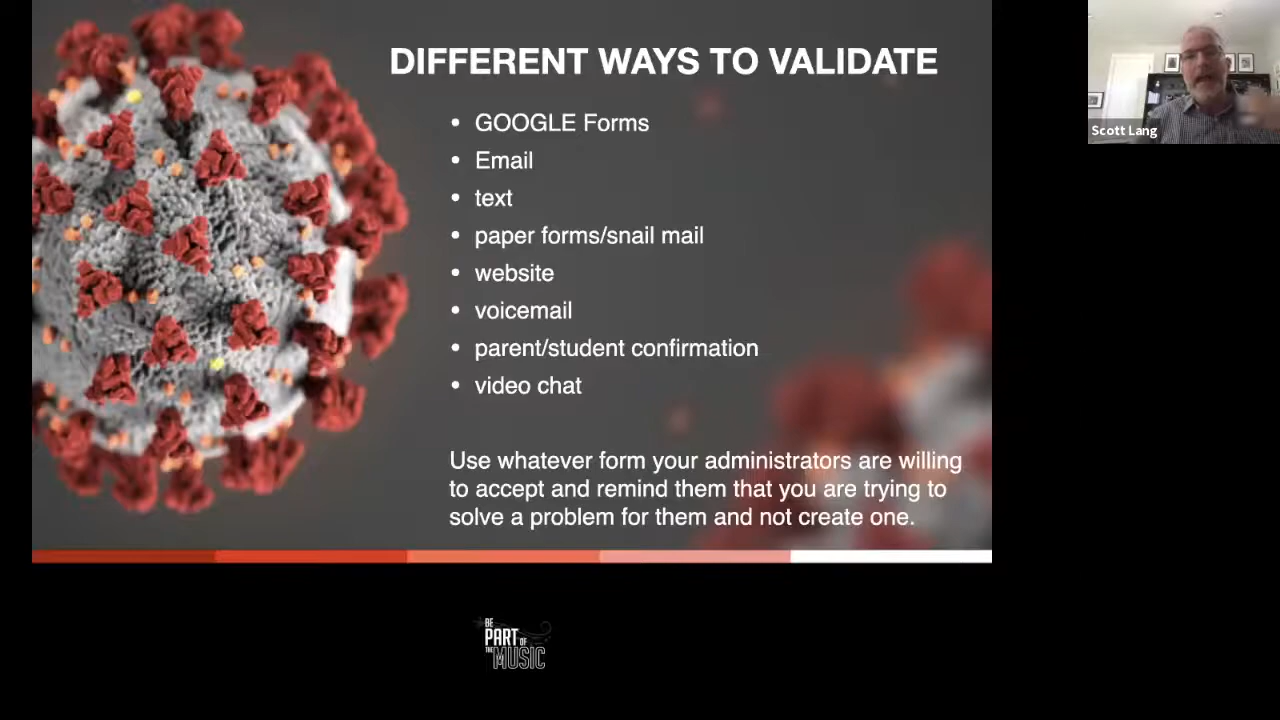 DIFFERENT WAYS TO VALIDATE
• GOOGLE Forms
• Email
• text
• paper forms/snail mail
• website
• voicemail
• parent/student confirmation
• video chat
Use whatever form your administrators are willing
to accept and remind them that you are trying to
solve a problem for them and not create one.
Scott Lang
BE
PART OF
THE MUSIC